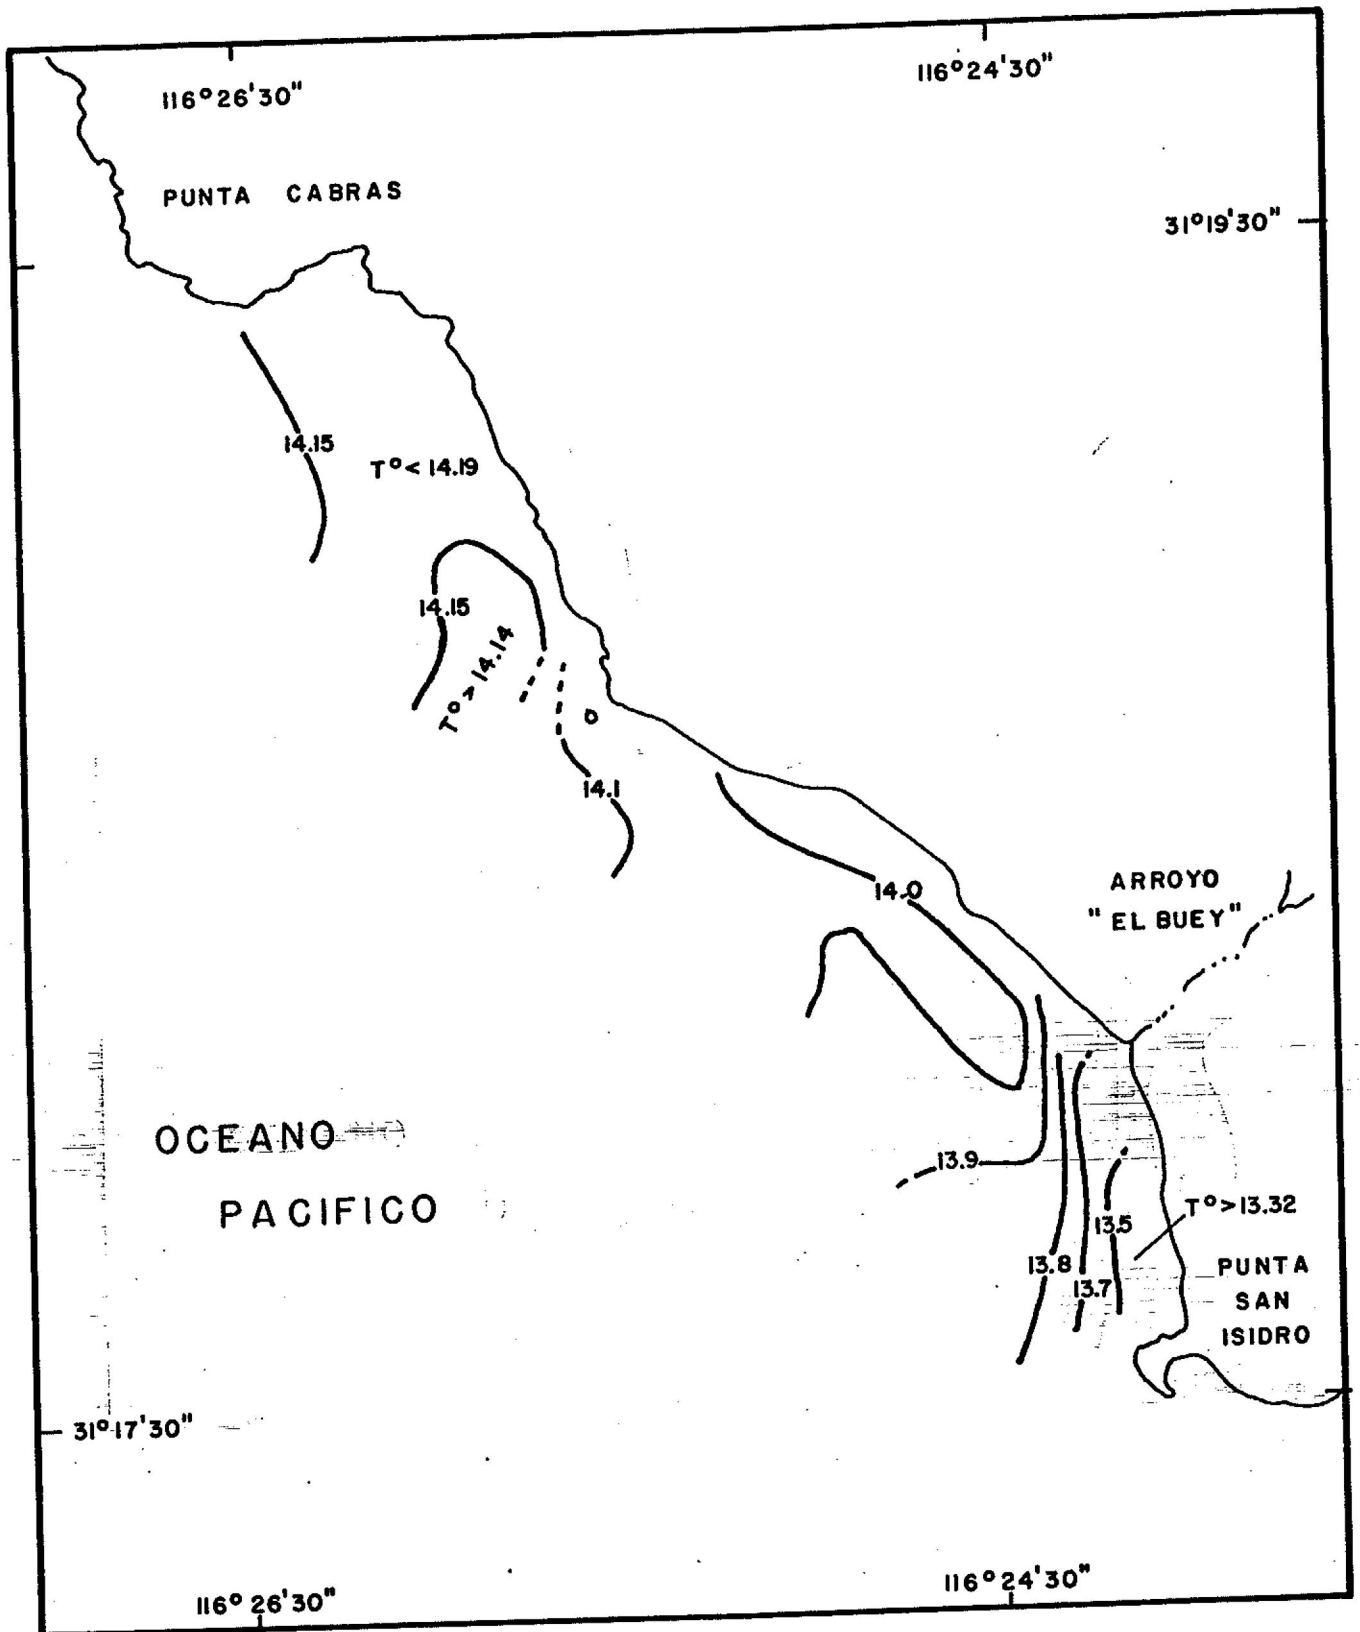 116°26'30"
116°24'30"
PUNTA CABRAS
31°19'30"
14.15
T°< 14.19
14.15
T°> 14.14
14.1
14.0
ARROYO
"EL BUEY"
OCEANO
PACIFICO
13.9
T°>13.32
13.5
13.8
13.7
PUNTA
SAN
ISIDRO
31°17'30"
116°26'30"
116°24'30"